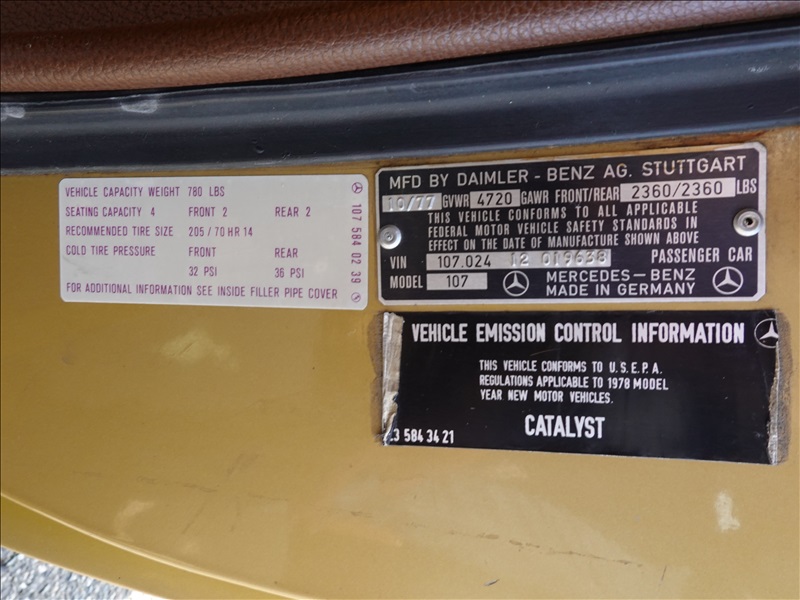 VEHICLE CAPACITY WEIGHT 780 LBS
SEATING CAPACITY 4 FRONT 2 REAR 2
RECOMMENDED TIRE SIZE 205 / 70 HR 14
COLD TIRE PRESSURE FRONT REAR
32 PSI 36 PSI
FOR ADDITIONAL INFORMATION SEE INSIDE FILLER PIPE COVER
107 584 02 39
MFD BY DAIMLER - BENZ AG. STUTTGART
10/77 GVWR 4720 GAWR FRONT/REAR 2360/2360 LBS
THIS VEHICLE CONFORMS TO ALL APPLICABLE
FEDERAL MOTOR VEHICLE SAFETY STANDARDS IN
EFFECT ON THE DATE OF MANUFACTURE SHOWN ABOVE
VIN 107.024 12 019638 PASSENGER CAR
MODEL 107 MERCEDES-BENZ
MADE IN GERMANY
VEHICLE EMISSION CONTROL INFORMATION
THIS VEHICLE CONFORMS TO U.S.E.P.A.
REGULATIONS APPLICABLE TO 1978 MODEL
YEAR NEW MOTOR VEHICLES.
CATALYST
3 584 34 21